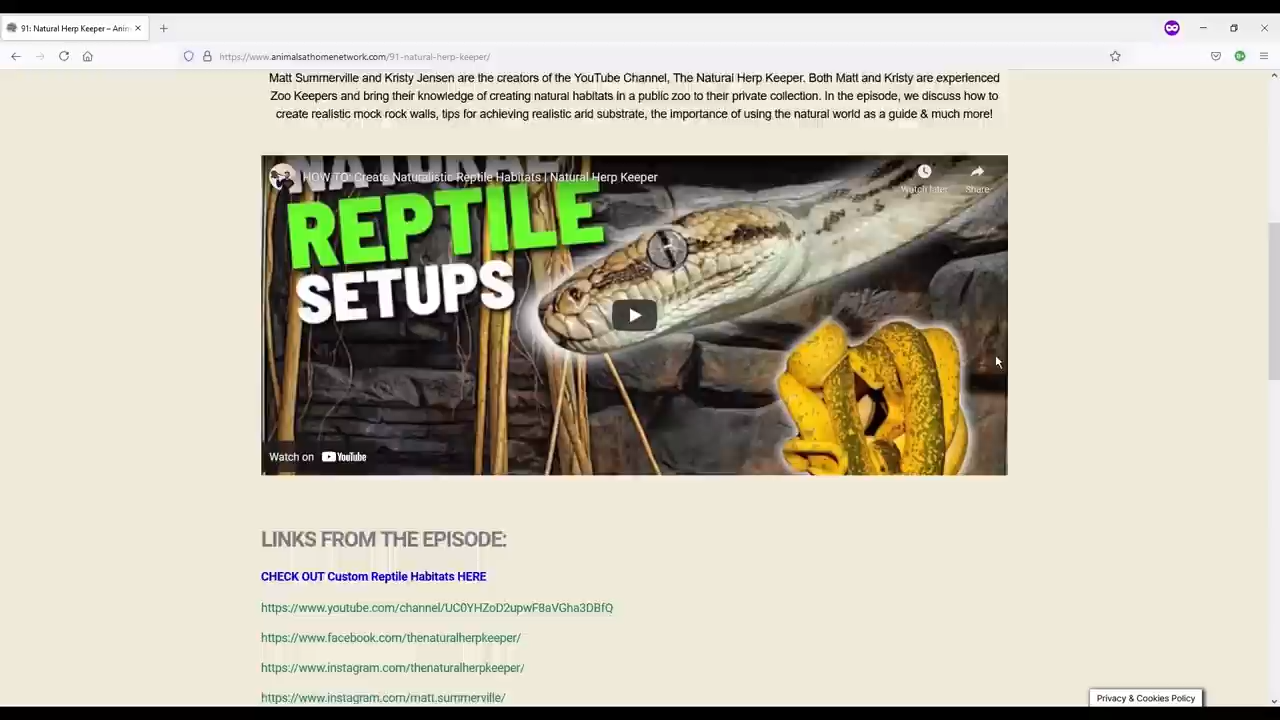 91: Natural Herp Keeper – Anim
https://www.animalsathomenetwork.com/91-natural-herp-keeper/
Matt Summerville and Kristy Jensen are the creators of the YouTube Channel, The Natural Herp Keeper. Both Matt and Kristy are experienced
Zoo Keepers and bring their knowledge of creating natural habitats in a public zoo to their private collection. In the episode, we discuss how to
create realistic mock rock walls, tips for achieving realistic arid substrate, the importance of using the natural world as a guide & much more!
NATURAL
HOW TO: Create Naturalistic Reptile Habitats | Natural Herp Keeper
Watch later
Share
REPTILE
SETUPS
Watch on YouTube
LINKS FROM THE EPISODE:
CHECK OUT Custom Reptile Habitats HERE
https://www.youtube.com/channel/UC0YHZoD2upwF8aVGha3DBfQ
https://www.facebook.com/thenaturalherpkeeper/
https://www.instagram.com/thenaturalherpkeeper/
https://www.instagram.com/matt.summerville/
Privacy & Cookies Policy